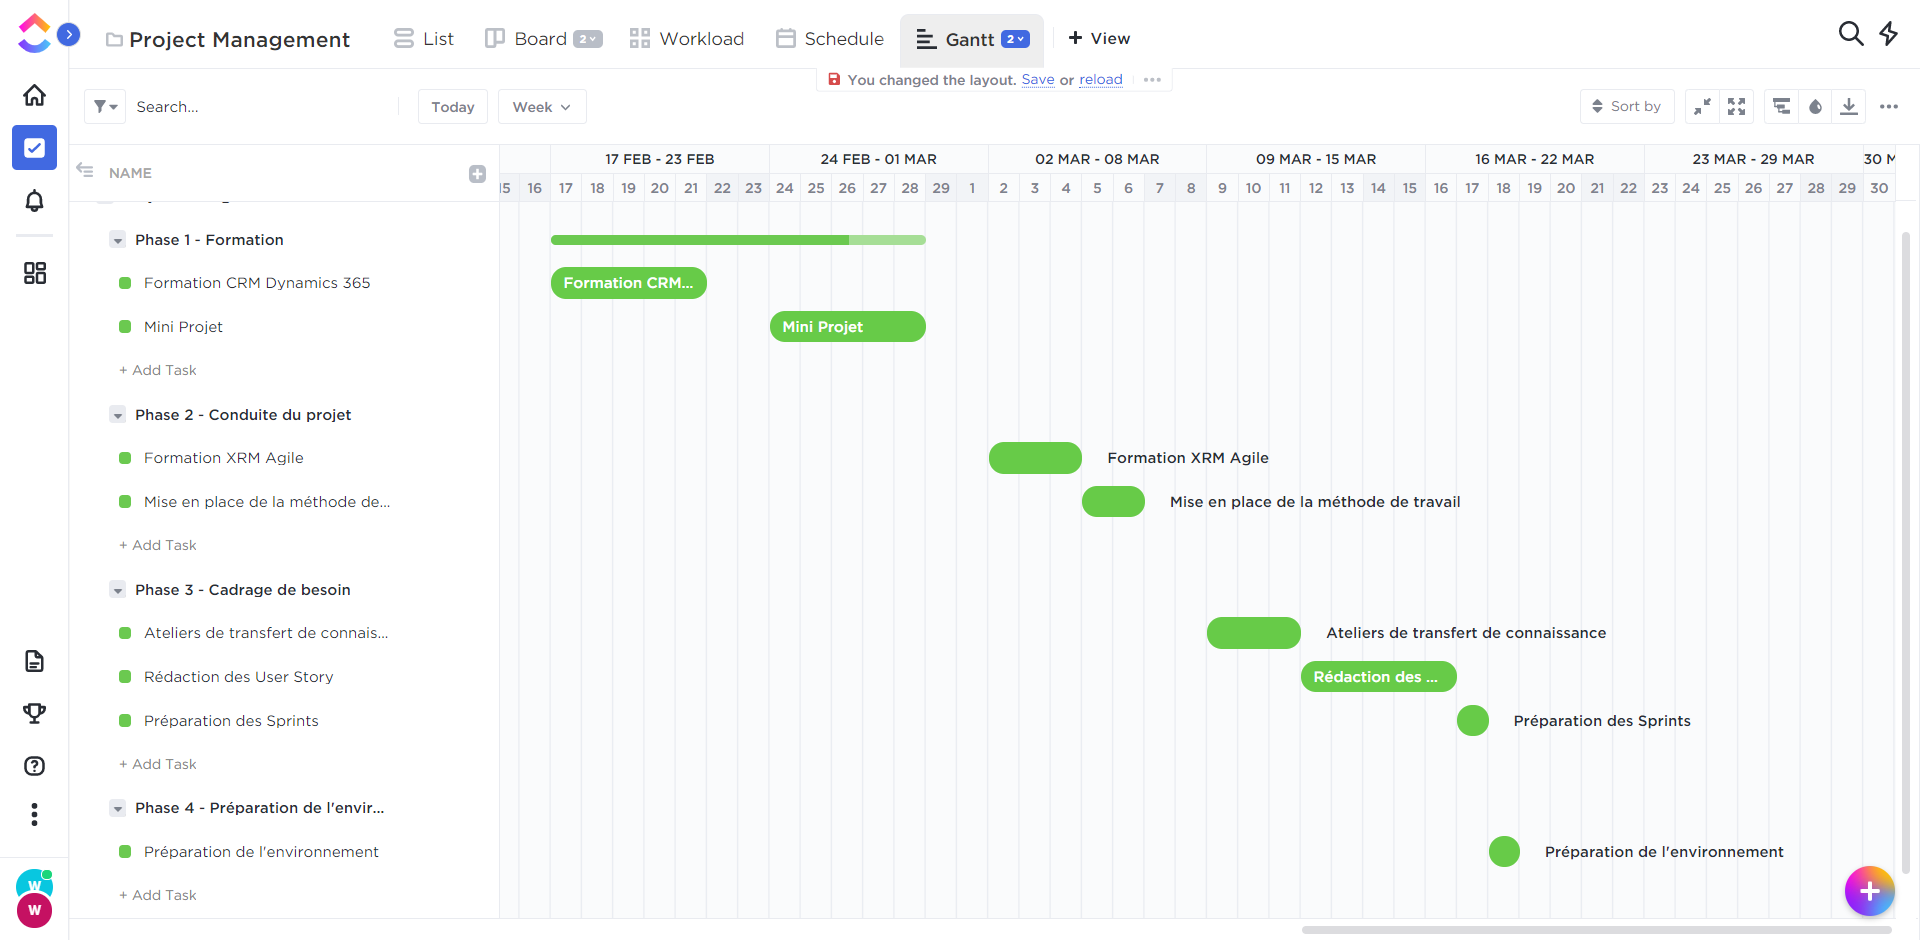 Project Management
List
Board 2
Workload
Schedule
Gantt 2
+ View
You changed the layout. Save or reload
Search...
Today
Week
Sort by
NAME
17 FEB - 23 FEB
24 FEB - 01 MAR
02 MAR - 08 MAR
09 MAR - 15 MAR
16 MAR - 22 MAR
23 MAR - 29 MAR
30 M
16 17 18 19 20 21 22 23 24 25 26 27 28 29 1 2 3 4 5 6 7 8 9 10 11 12 13 14 15 16 17 18 19 20 21 22 23 24 25 26 27 28 29 30
Phase 1 - Formation
Formation CRM Dynamics 365
Formation CRM...
Mini Projet
Mini Projet
+ Add Task
Phase 2 - Conduite du projet
Formation XRM Agile
Formation XRM Agile
Mise en place de la méthode de...
Mise en place de la méthode de travail
+ Add Task
Phase 3 - Cadrage de besoin
Ateliers de transfert de connais...
Ateliers de transfert de connaissance
Rédaction des User Story
Rédaction des ...
Préparation des Sprints
Préparation des Sprints
+ Add Task
Phase 4 - Préparation de l'envir...
Préparation de l'environnement
Préparation de l'environnement
+ Add Task
W
W